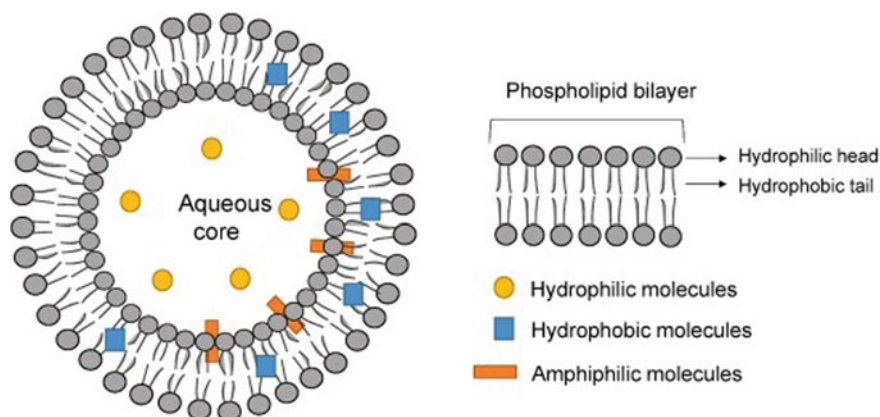 Aqueous
core
Phospholipid bilayer
Hydrophilic head
Hydrophobic tail
Hydrophilic molecules
Hydrophobic molecules
Amphiphilic molecules